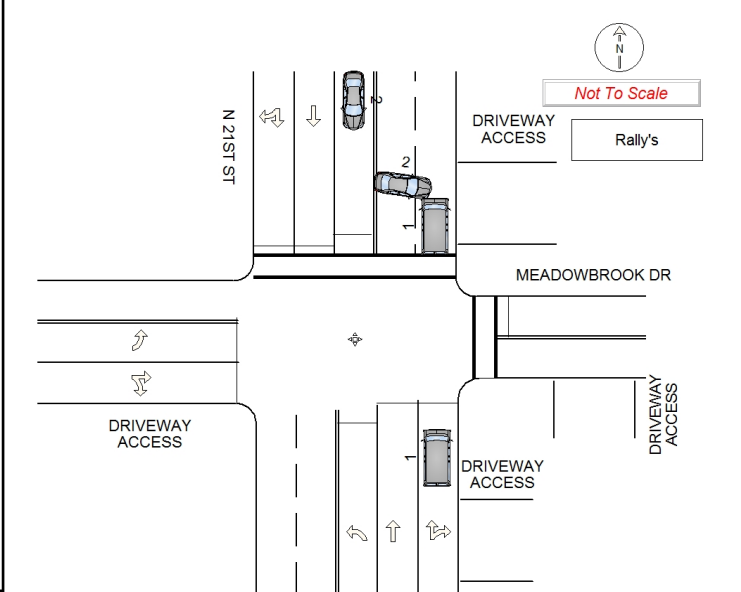 N
Not To Scale
Rally's
DRIVEWAY
ACCESS
N 21ST ST
2
2
1
MEADOWBROOK DR
DRIVEWAY
ACCESS
DRIVEWAY
ACCESS
1
DRIVEWAY
ACCESS